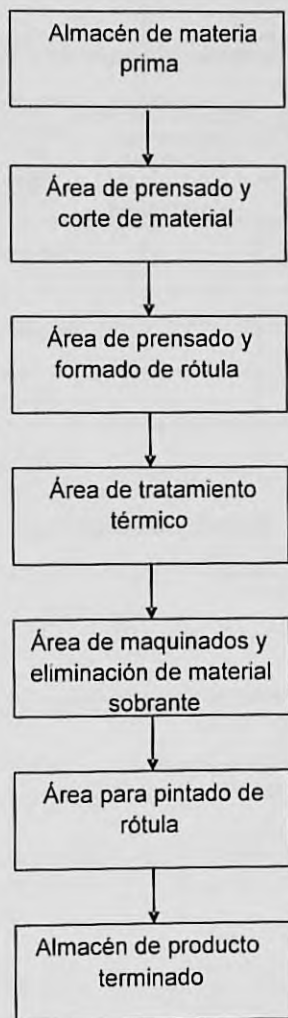 Almacén de materia
prima
Área de prensado y
corte de material
Área de prensado y
formado de rótula
Área de tratamiento
térmico
Área de maquinados y
eliminación de material
sobrante
Área para pintado de
rótula
Almacén de producto
terminado